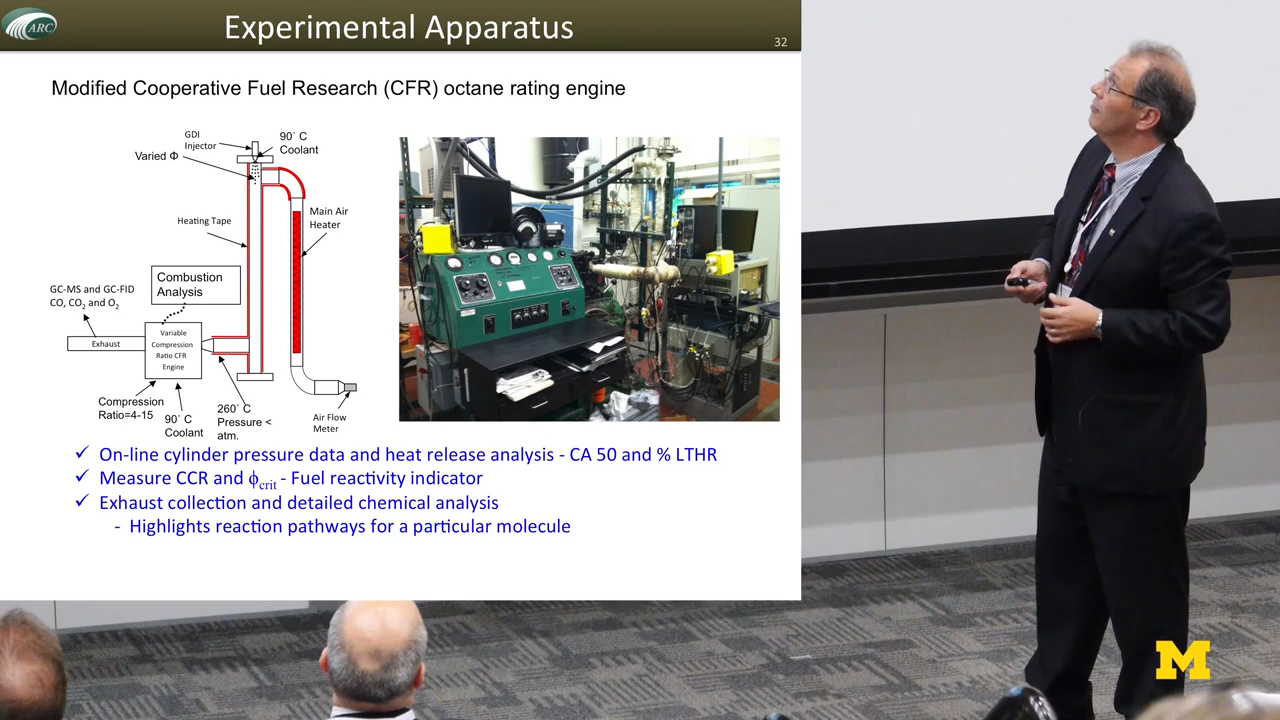 ARC
Experimental Apparatus
32
Modified Cooperative Fuel Research (CFR) octane rating engine
GDI
Injector
90˚ C
Coolant
Varied Φ
Heating Tape
Main Air
Heater
Combustion
Analysis
GC-MS and GC-FID
CO, CO₂ and O₂
Exhaust
Variable
Compression
Ratio CFR
Engine
Compression
Ratio=4-15
90˚ C
Coolant
260˚ C
Pressure <
atm.
Air Flow
Meter
✓ On-line cylinder pressure data and heat release analysis - CA 50 and % LTHR
✓ Measure CCR and ϕcrit - Fuel reactivity indicator
✓ Exhaust collection and detailed chemical analysis
- Highlights reaction pathways for a particular molecule
M